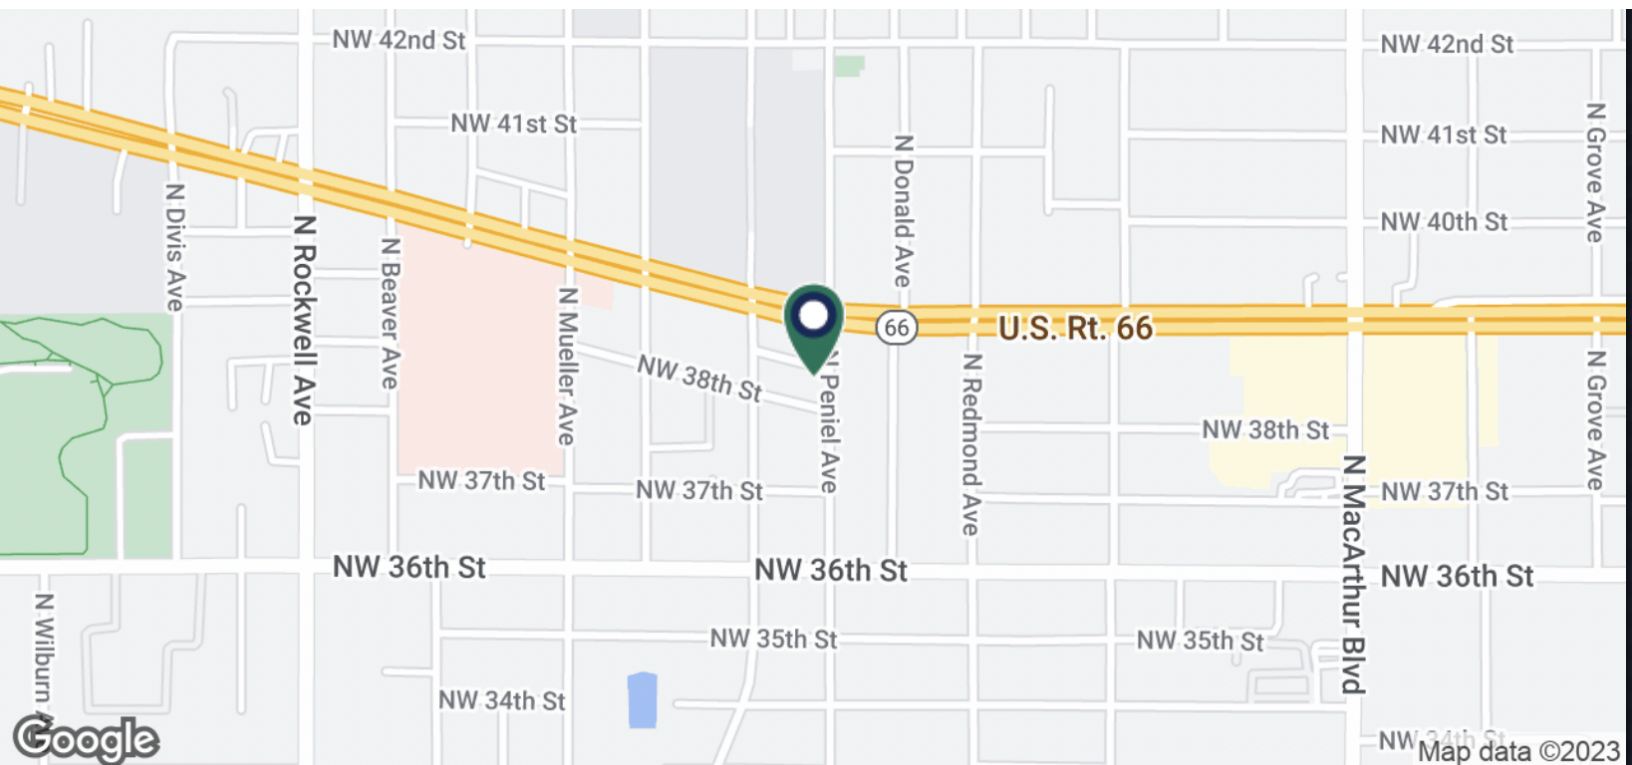 NW 42nd St
NW 42nd St
NW 41st St
NW 41st St
N Grove Ave
N Donald Ave
N Divis Ave
N Rockwell Ave
NW 40th St
N Beaver Ave
N Mueller Ave
66
U.S. Rt. 66
NW 38th St
N Peniel Ave
N Redmond Ave
N Grove Ave
NW 38th St
NW 37th St
NW 37th St
NW 37th St
N MacArthur Blvd
NW 36th St
NW 36th St
NW 36th St
N Wilburn
NW 35th St
NW 35th St
NW 34th St
NW 34th St
Google
Map data ©2023